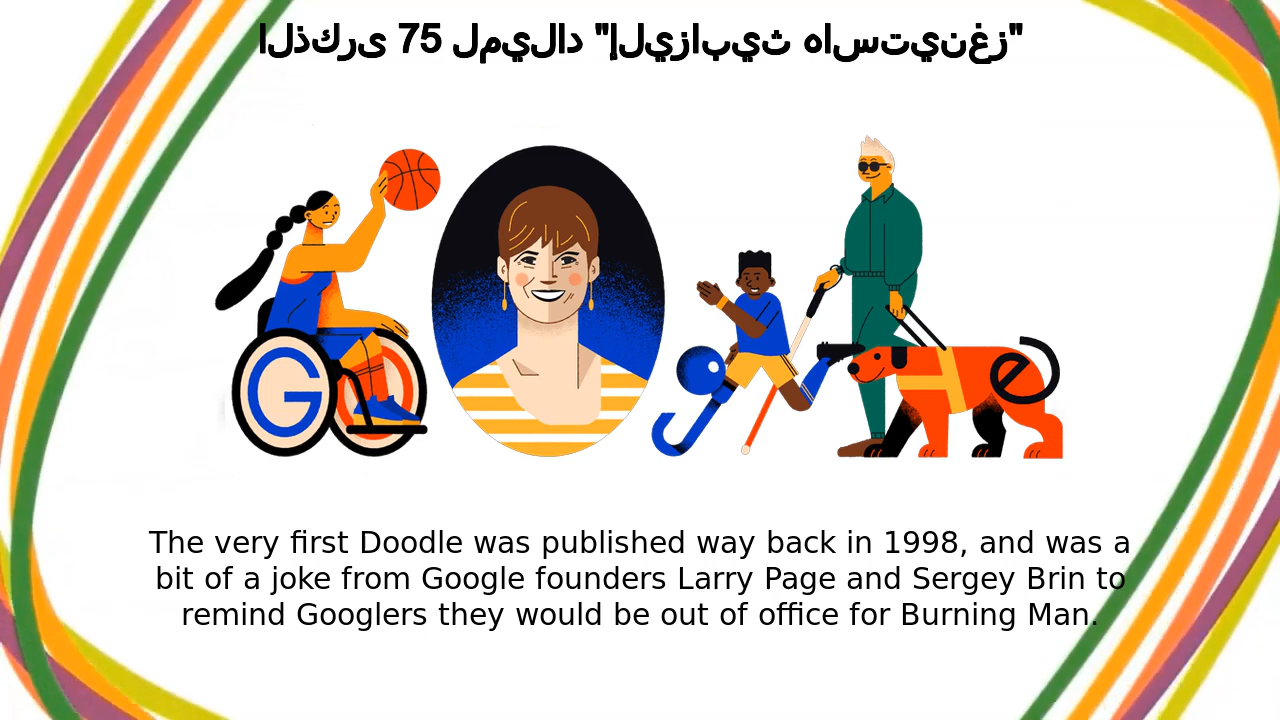 الذكرى 75 لميلاد "إليزابيث هاستينغز"
G g e
The very first Doodle was published way back in 1998, and was a
bit of a joke from Google founders Larry Page and Sergey Brin to
remind Googlers they would be out of office for Burning Man.